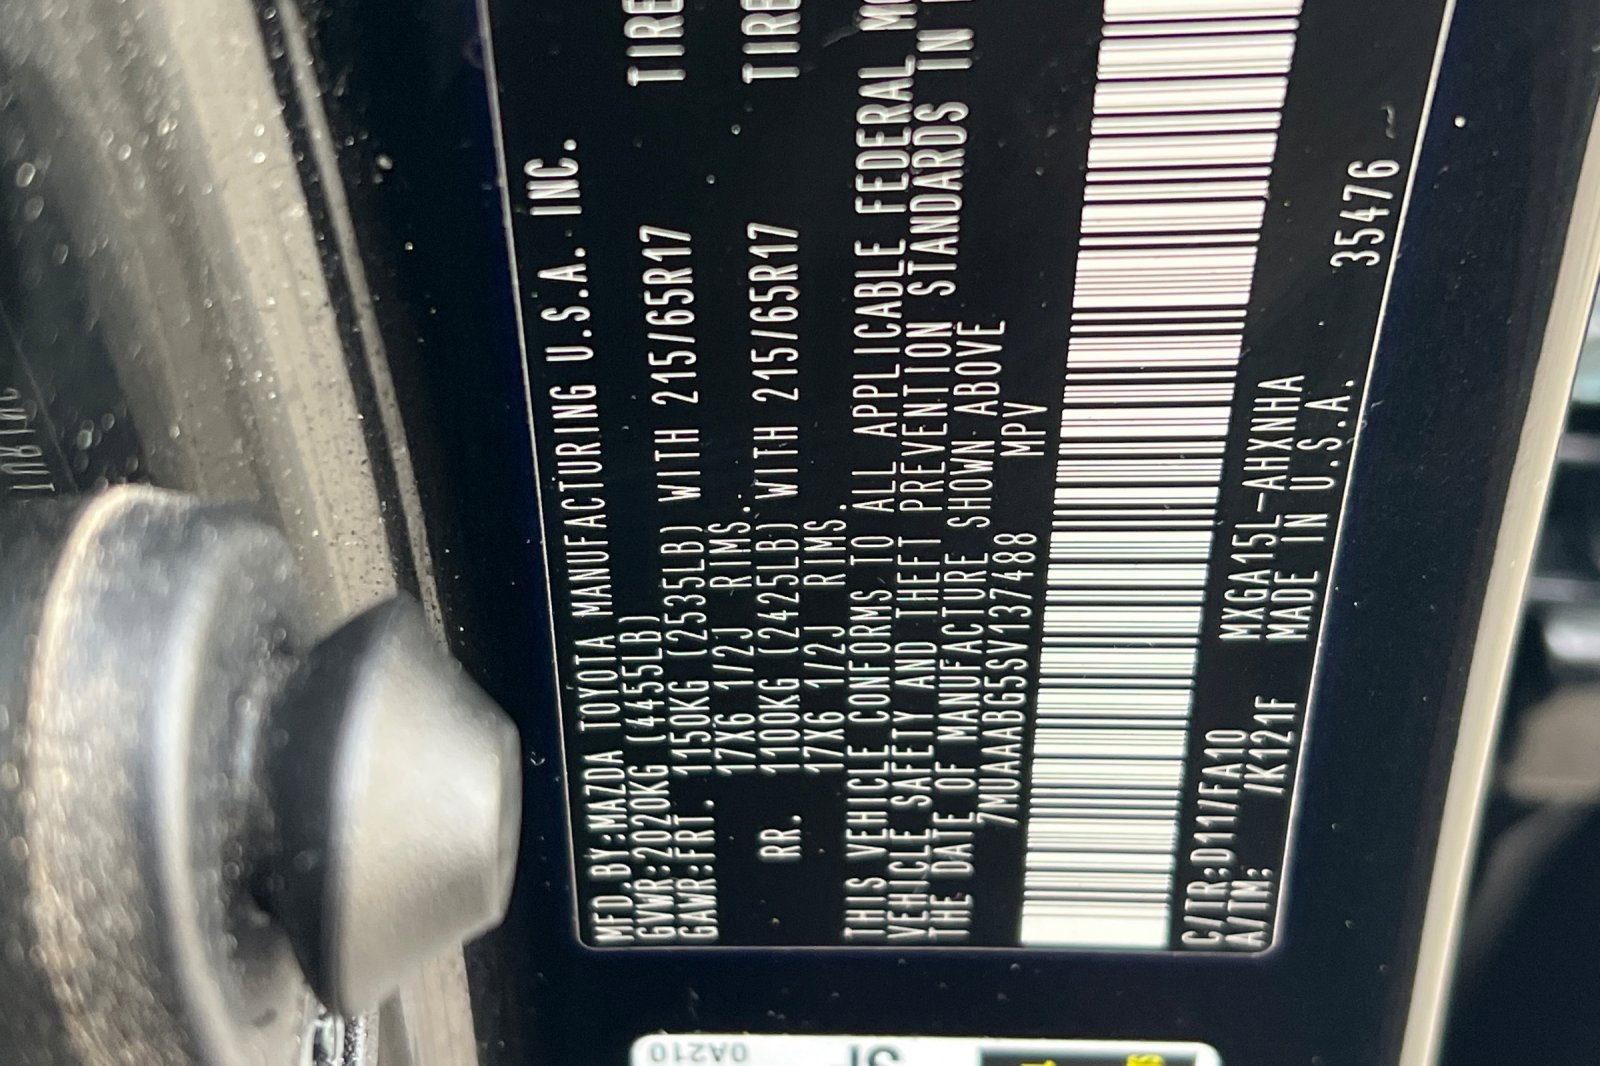 MFD.BY:MAZDA TOYOTA MANUFACTURING U.S.A. INC.
GVWR:2020KG (4455LB)
GAWR:FRT. 1150KG (2535LB) WITH 215/65R17 TIRE
17X6 1/2J RIMS.
RR. 1100KG (2425LB) WITH 215/65R17 TIRE
17X6 1/2J RIMS.
THIS VEHICLE CONFORMS TO ALL APPLICABLE FEDERAL
VEHICLE SAFETY AND THEFT PREVENTION STANDARDS IN
THE DATE OF MANUFACTURE SHOWN ABOVE
7MUAAABG5SV137488 MPV
C/TR:D117FA10 MXGA15L-AHXNHA
A/TM: /K121F MADE IN U.S.A. 35476
0A210